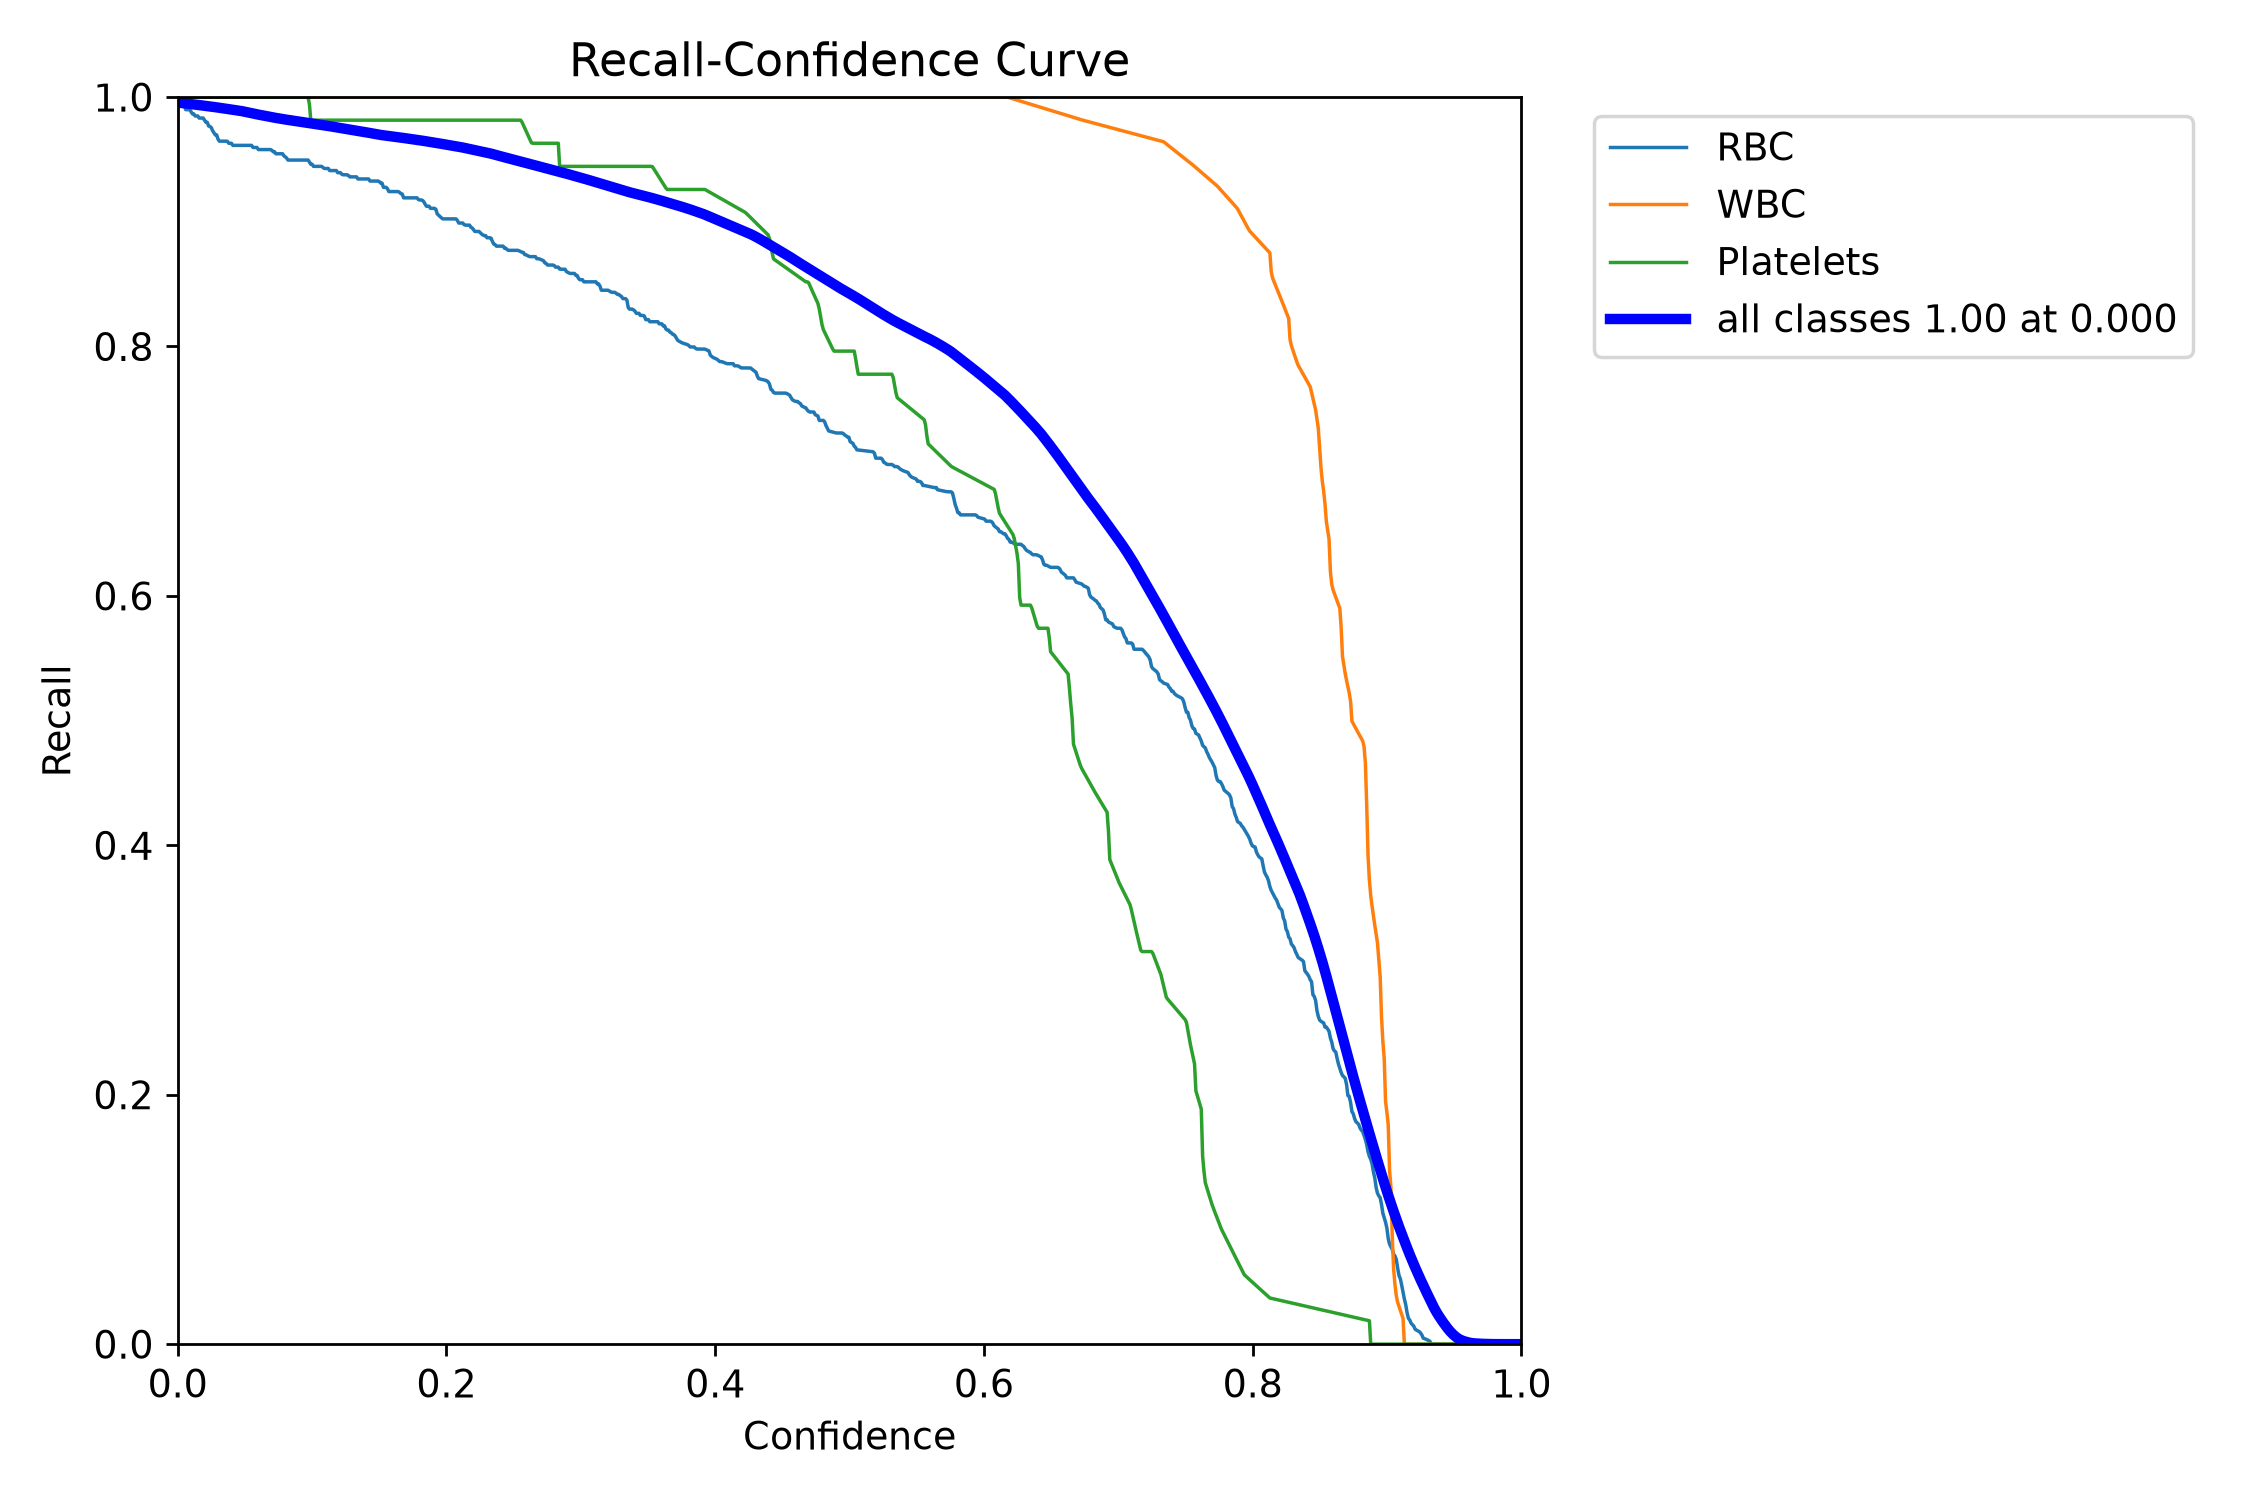 Recall-Confidence Curve
1.0
0.8
0.6
0.4
0.2
0.0
Recall
0.0 0.2 0.4 0.6 0.8 1.0
Confidence
RBC
WBC
Platelets
all classes 1.00 at 0.000